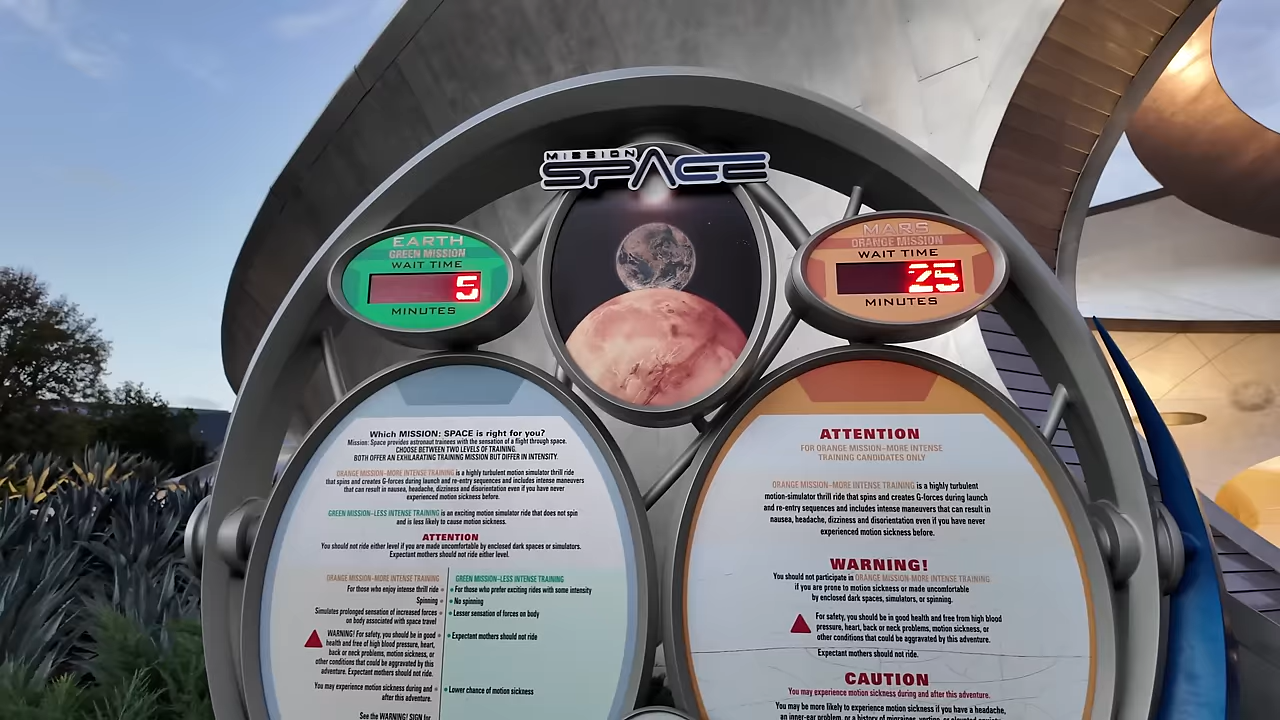 MISSION
SPACE
EARTH
GREEN MISSION
WAIT TIME
5
MINUTES
MARS
ORANGE MISSION
WAIT TIME
25
MINUTES
Which MISSION: SPACE is right for you?
Mission: Space provides astronaut trainees with the sensation of a flight through space.
CHOOSE BETWEEN TWO LEVELS OF TRAINING.
BOTH OFFER AN EXHILARATING TRAINING MISSION BUT DIFFER IN INTENSITY.
ORANGE MISSION–MORE INTENSE TRAINING is a highly turbulent motion simulator thrill ride
that spins and creates G-forces during launch and re-entry sequences and includes intense maneuvers
that can result in nausea, headache, dizziness and disorientation even if you have never
experienced motion sickness before.
GREEN MISSION–LESS INTENSE TRAINING is an exciting motion simulator ride that does not spin
and is less likely to cause motion sickness.
ATTENTION
You should not ride either level if you are made uncomfortable by enclosed dark spaces or simulators.
Expectant mothers should not ride either level.
ORANGE MISSION–MORE INTENSE TRAINING
For those who enjoy intense thrill ride •
Spinning •
Simulates prolonged sensation of increased forces •
on body associated with space travel
WARNING! For safety, you should be in good •
health and free of high blood pressure, heart,
back or neck problems, motion sickness, or
other conditions that could be aggravated by this
adventure. Expectant mothers should not ride.
You may experience motion sickness during and •
after this adventure.
See the WARNING! SIGN for
GREEN MISSION–LESS INTENSE TRAINING
• For those who prefer exciting rides with some intensity
• No spinning
• Lesser sensation of forces on body
• Expectant mothers should not ride
• Lower chance of motion sickness
ATTENTION
FOR ORANGE MISSION–MORE INTENSE
TRAINING CANDIDATES ONLY
ORANGE MISSION–MORE INTENSE TRAINING is a highly turbulent
motion-simulator thrill ride that spins and creates G-forces during launch
and re-entry sequences and includes intense maneuvers that can result in
nausea, headache, dizziness and disorientation even if you have never
experienced motion sickness before.
WARNING!
You should not participate in ORANGE MISSION–MORE INTENSE TRAINING
if you are prone to motion sickness or made uncomfortable
by enclosed dark spaces, simulators, or spinning.
For safety, you should be in good health and free from high blood
pressure, heart, back or neck problems, motion sickness, or
other conditions that could be aggravated by this adventure.
Expectant mothers should not ride.
CAUTION
You may experience motion sickness during and after this adventure.
You may be more likely to experience motion sickness if you have a headache,
an inner-ear problem, or a history of migraines, vertigo, or elevated anxiety